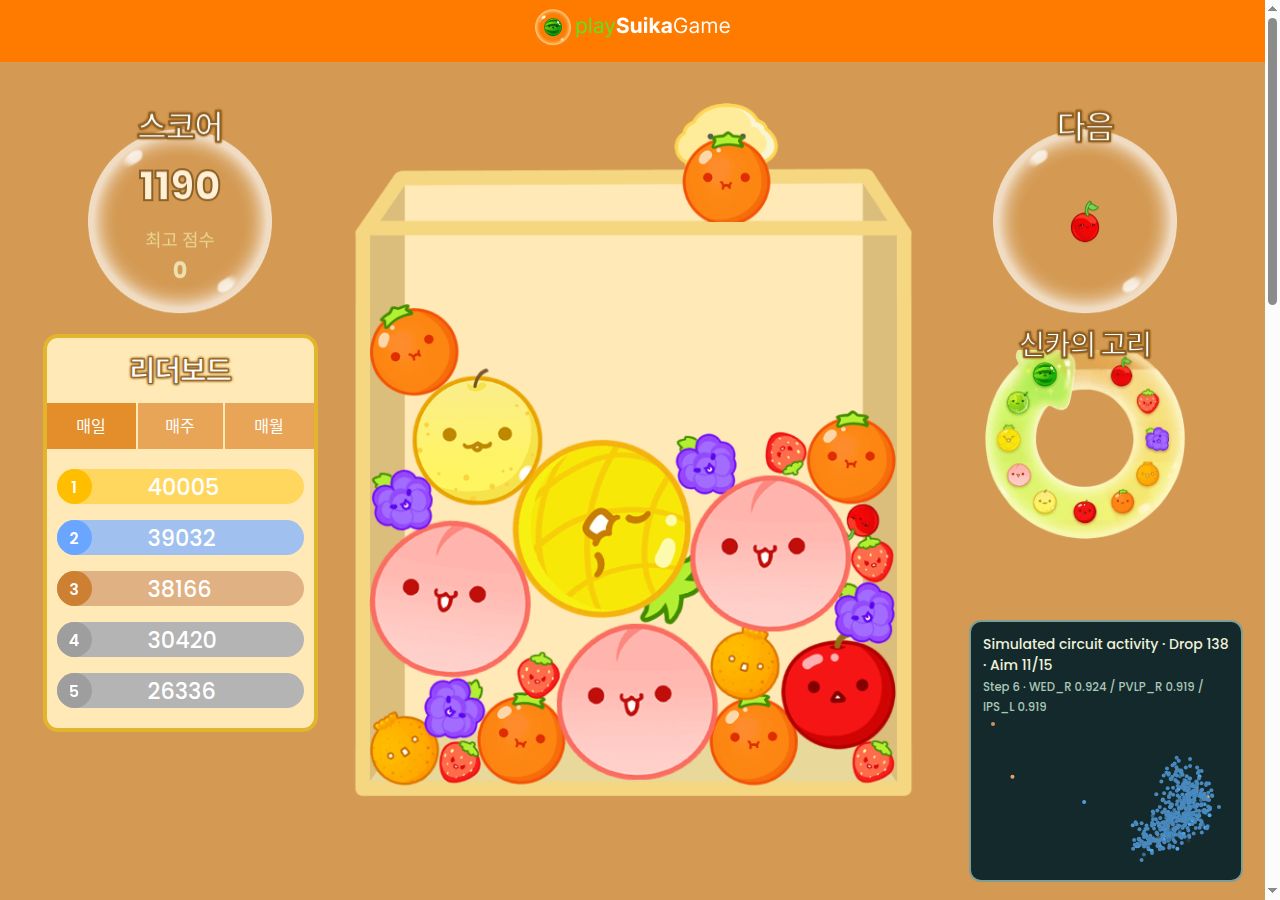 playSuikaGame
스코어
1190
최고 점수
0
리더보드
매일 매주 매월
1 40005
2 39032
3 38166
4 30420
5 26336
다음
신카의 고리
Simulated circuit activity · Drop 138
· Aim 11/15
Step 6 · WED_R 0.924 / PVLP_R 0.919 /
IPS_L 0.919